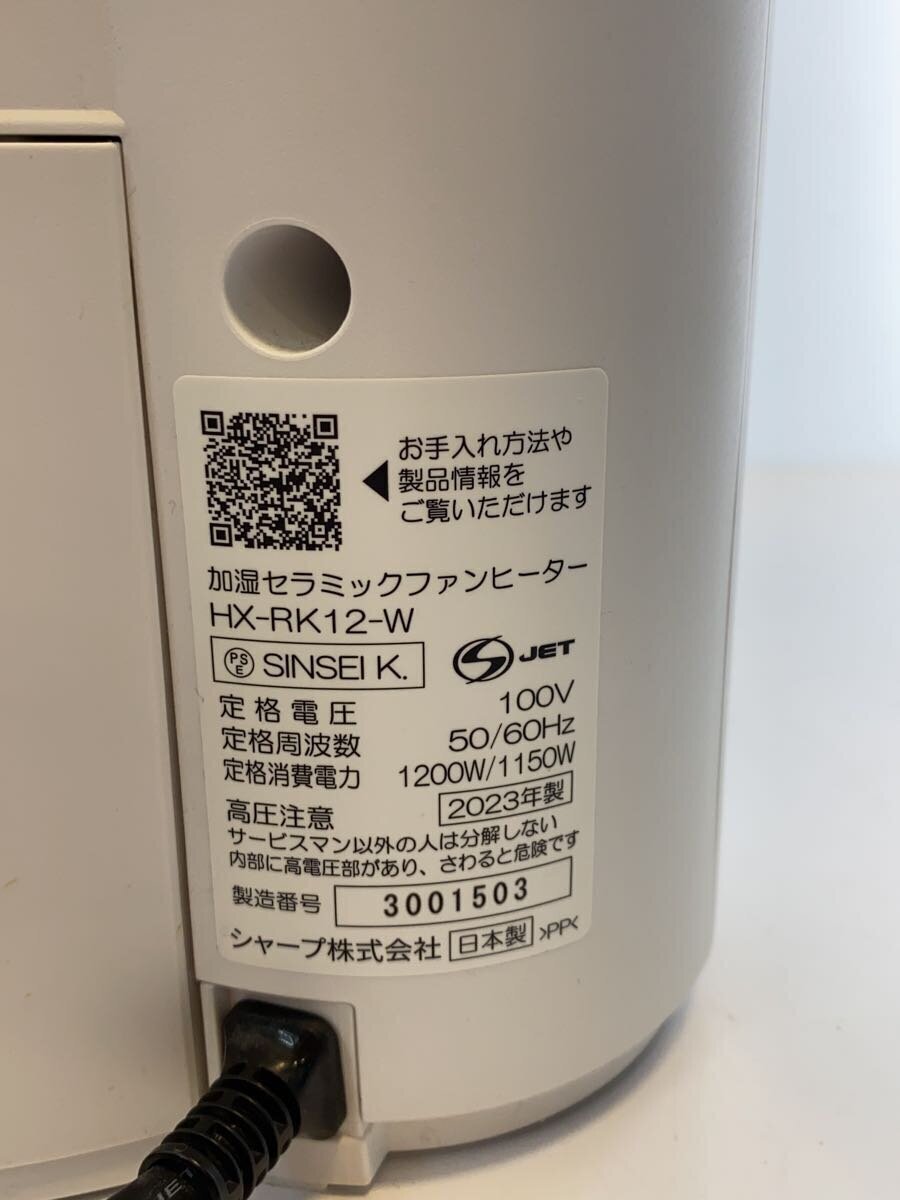 お手入れ方法や
製品情報を
ご覧いただけます
加湿セラミックファンヒーター
HX-RK12-W
PSE SINSEI K. S JET
定格電圧 100V
定格周波数 50/60Hz
定格消費電力 1200W/1150W
高圧注意 2023年製
サービスマン以外の人は分解しない
内部に高電圧部があり、さわると危険です
製造番号 3001503
シャープ株式会社 日本製 >PP<
JET